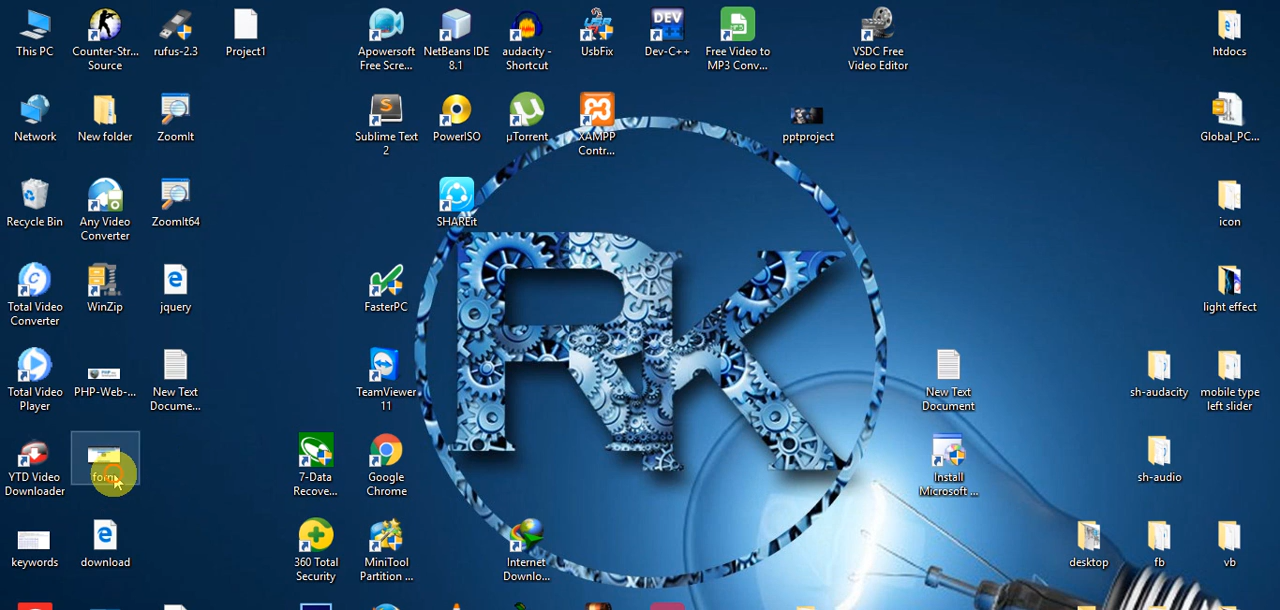 This PC
Counter-Str...
Source
rufus-2.3
Project1
Apowersoft
Free Scre...
NetBeans IDE
8.1
audacity -
Shortcut
UsbFix
DEV
Dev-C++
Free Video to
MP3 Conv...
VSDC Free
Video Editor
htdocs
Network
New folder
ZoomIt
Sublime Text
2
PowerISO
µTorrent
XAMPP
Contr...
pptproject
Global_PC...
Recycle Bin
Any Video
Converter
ZoomIt64
SHAREit
icon
RK
Total Video
Converter
WinZip
jquery
FasterPC
light effect
Total Video
Player
PHP-Web-...
New Text
Docume...
TeamViewer
11
New Text
Document
sh-audacity
mobile type
left slider
YTD Video
Downloader
7-Data
Recove...
Google
Chrome
Install
Microsoft ...
sh-audio
keywords
download
360 Total
Security
MiniTool
Partition ...
Internet
Downlo...
desktop
fb
vb